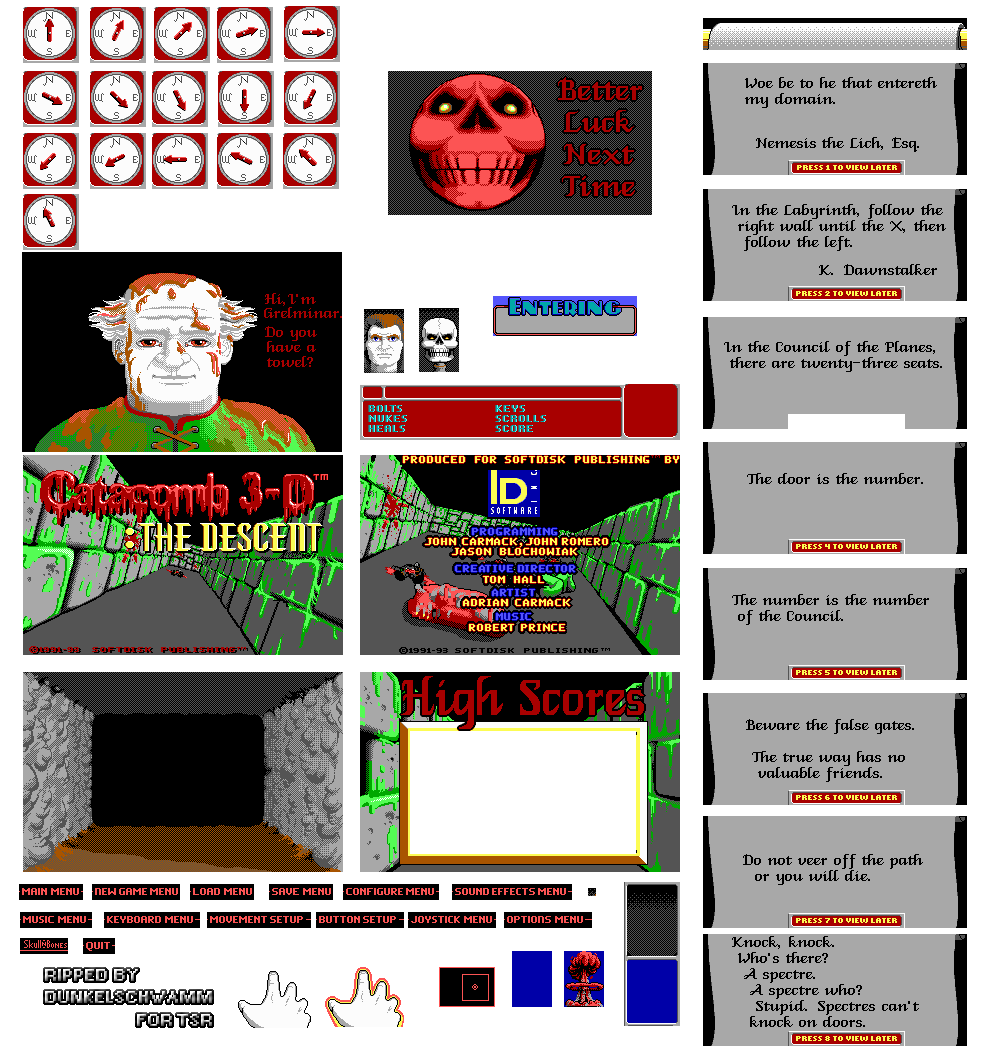 N
E
S
W
Better
Luck
Next
Time
Hi, I'm
Grelminar.
Do you
have a
towel?
ENTERING
BOLTS
NUKES
HEALS
KEYS
SCROLLS
SCORE
Catacomb 3-D™
:THE DESCENT
©1991-93 SOFTDISK PUBLISHING™
PRODUCED FOR SOFTDISK PUBLISHING BY
ID
SOFTWARE
INC
PROGRAMMING
JOHN CARMACK, JOHN ROMERO
JASON BLOCHOWIAK
CREATIVE DIRECTOR
TOM HALL
ARTIST
ADRIAN CARMACK
MUSIC
ROBERT PRINCE
©1991-93 SOFTDISK PUBLISHING™
High Scores
MAIN MENU
NEW GAME MENU
LOAD MENU
SAVE MENU
CONFIGURE MENU
SOUND EFFECTS MENU
MUSIC MENU
KEYBOARD MENU
MOVEMENT SETUP
BUTTON SETUP
JOYSTICK MENU
OPTIONS MENU
Skull&Bones
QUIT
RIPPED BY
DUNKELSCHWAMM
FOR TSR
Woe be to he that entereth
my domain.
Nemesis the Lich, Esq.
PRESS 1 TO VIEW LATER
In the Labyrinth, follow the
right wall until the X, then
follow the left.
K. Dawnstalker
PRESS 2 TO VIEW LATER
In the Council of the Planes,
there are twenty-three seats.
The door is the number.
PRESS 4 TO VIEW LATER
The number is the number
of the Council.
PRESS 5 TO VIEW LATER
Beware the false gates.
The true way has no
valuable friends.
PRESS 6 TO VIEW LATER
Do not veer off the path
or you will die.
PRESS 7 TO VIEW LATER
Knock, knock.
Who's there?
A spectre.
A spectre who?
Stupid. Spectres can't
knock on doors.
PRESS 8 TO VIEW LATER